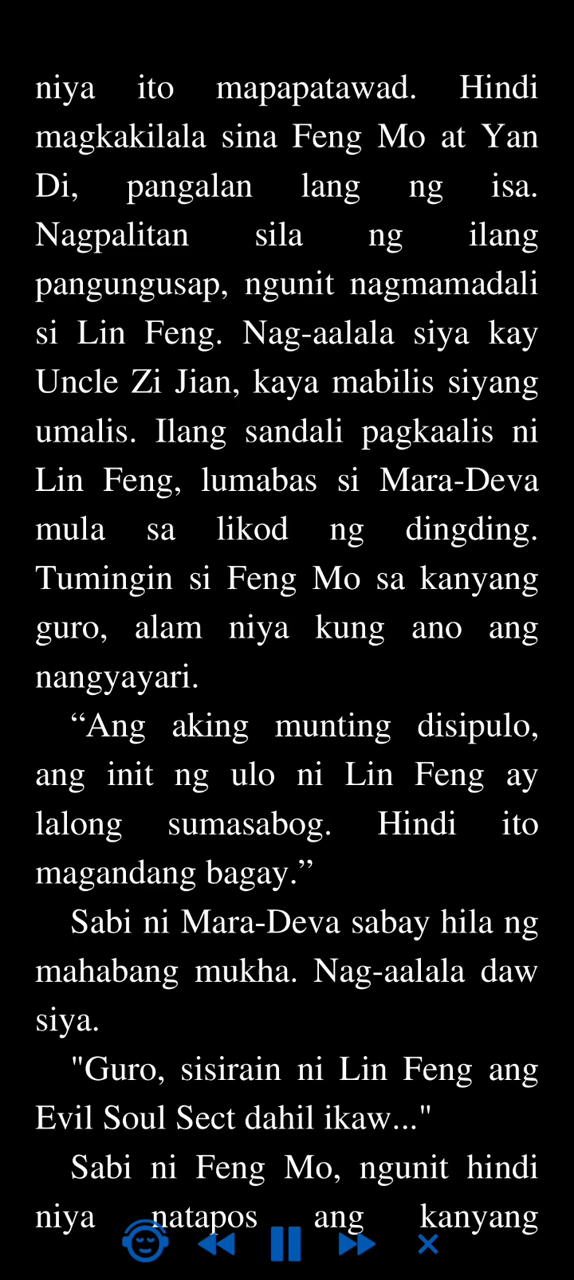 niya ito mapapatawad. Hindi
magkakilala sina Feng Mo at Yan
Di, pangalan lang ng isa.
Nagpalitan sila ng ilang
pangungusap, ngunit nagmamadali
si Lin Feng. Nag-aalala siya kay
Uncle Zi Jian, kaya mabilis siyang
umalis. Ilang sandali pagkaalis ni
Lin Feng, lumabas si Mara-Deva
mula sa likod ng dingding.
Tumingin si Feng Mo sa kanyang
guro, alam niya kung ano ang
nangyayari.
“Ang aking munting disipulo,
ang init ng ulo ni Lin Feng ay
lalong sumasabog. Hindi ito
magandang bagay.”
Sabi ni Mara-Deva sabay hila ng
mahabang mukha. Nag-aalala daw
siya.
"Guro, sisirain ni Lin Feng ang
Evil Soul Sect dahil ikaw..."
Sabi ni Feng Mo, ngunit hindi
niya natapos ang kanyang